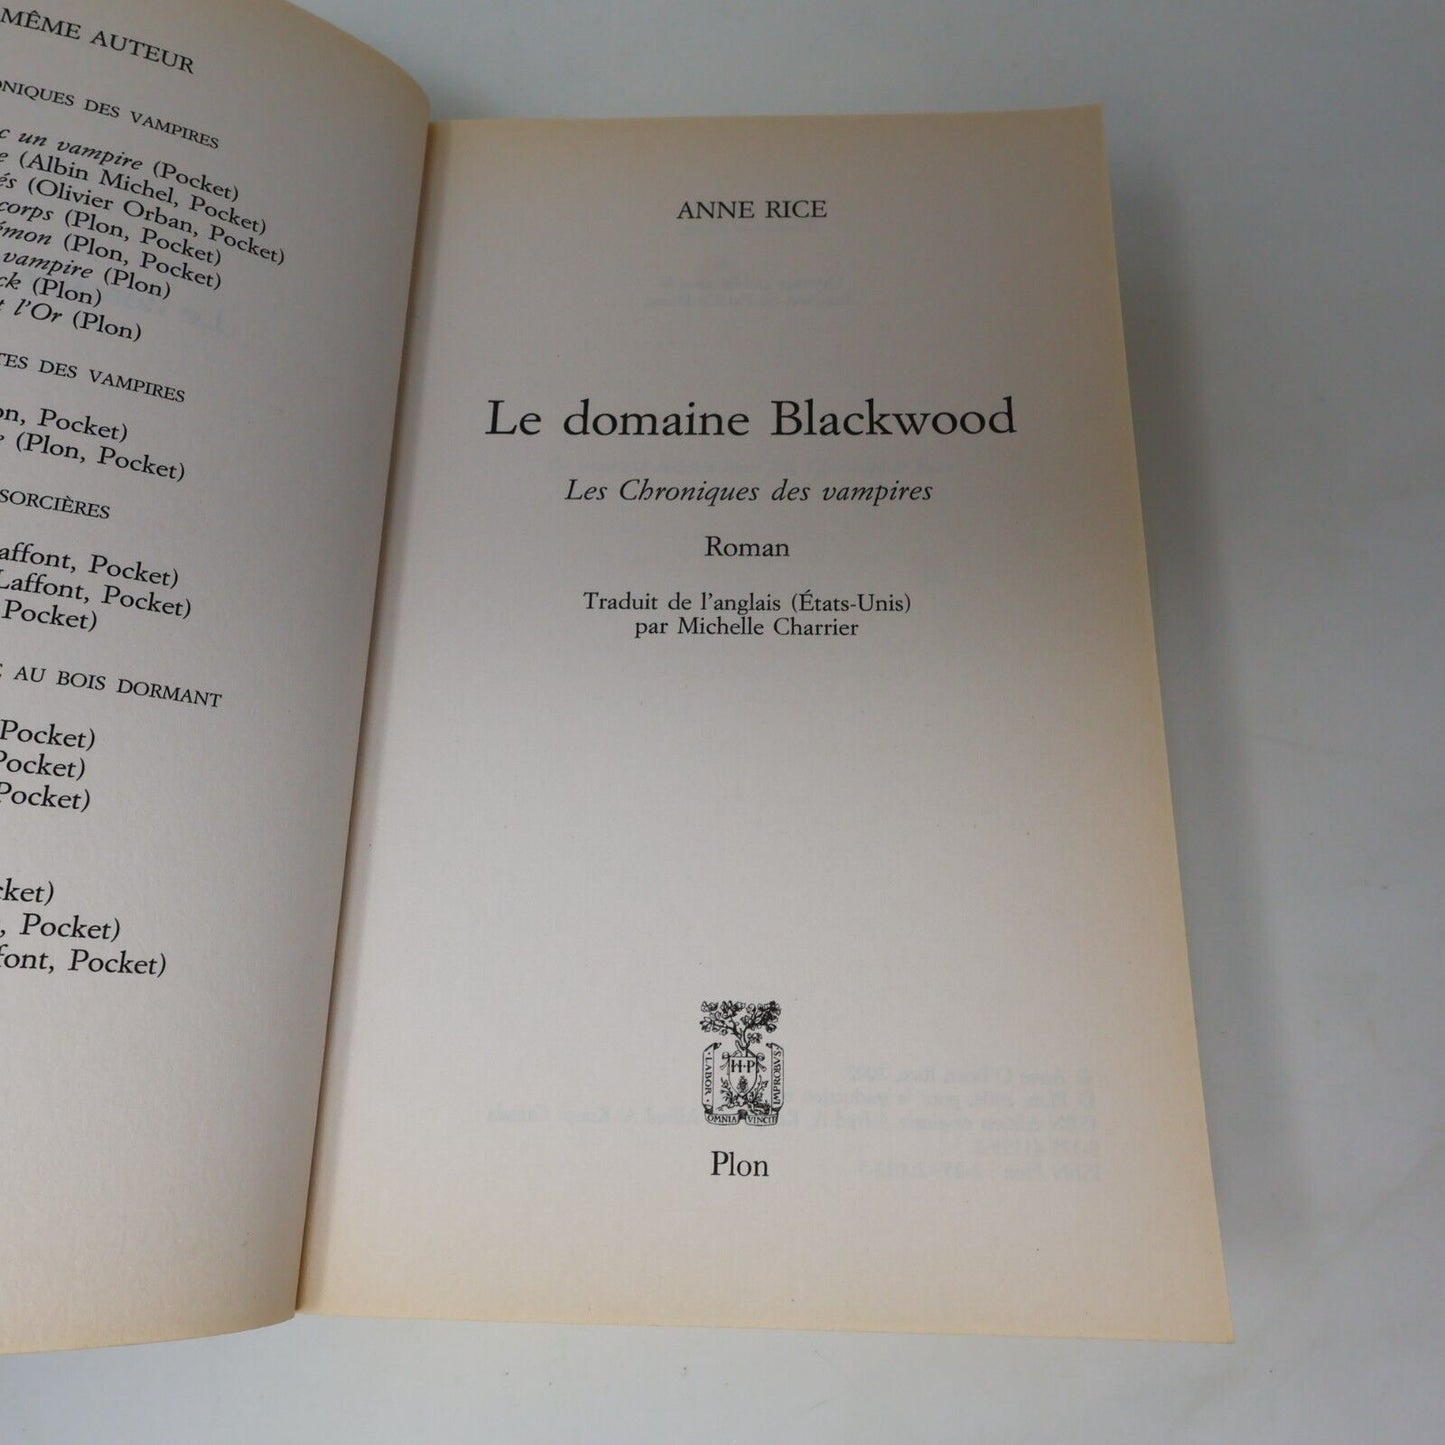 MÊME AUTEUR
DES VAMPIRES
un vampire (Pocket)
(Albin Michel, Pocket)
(Olivier Orban, Pocket)
corps (Plon, Pocket)
(Plon, Pocket)
vampire (Plon)
(Plon)
l'Or (Plon)
DES VAMPIRES
Pocket)
(Plon, Pocket)
SORCIÈRES
Pocket)
Laffont, Pocket)
Pocket)
AU BOIS DORMANT
Pocket)
Pocket)
Pocket)
Pocket)
Pocket)
ANNE RICE
Le domaine Blackwood
Les Chroniques des vampires
Roman
Traduit de l'anglais (États-Unis)
par Michelle Charrier
H·P
LABOR
OMNIA
VINCIT
IMPROBVS
Plon